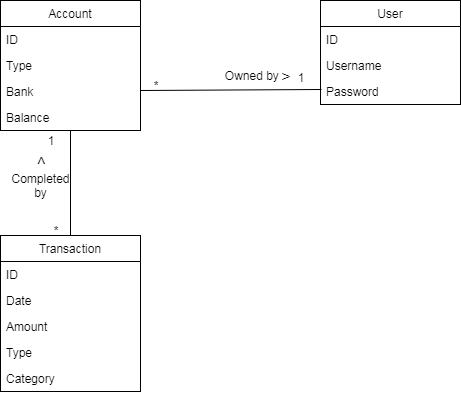 Account
ID
Type
Bank
Balance
User
ID
Username
Password
* Owned by > 1
1
^
Completed
by
*
Transaction
ID
Date
Amount
Type
Category